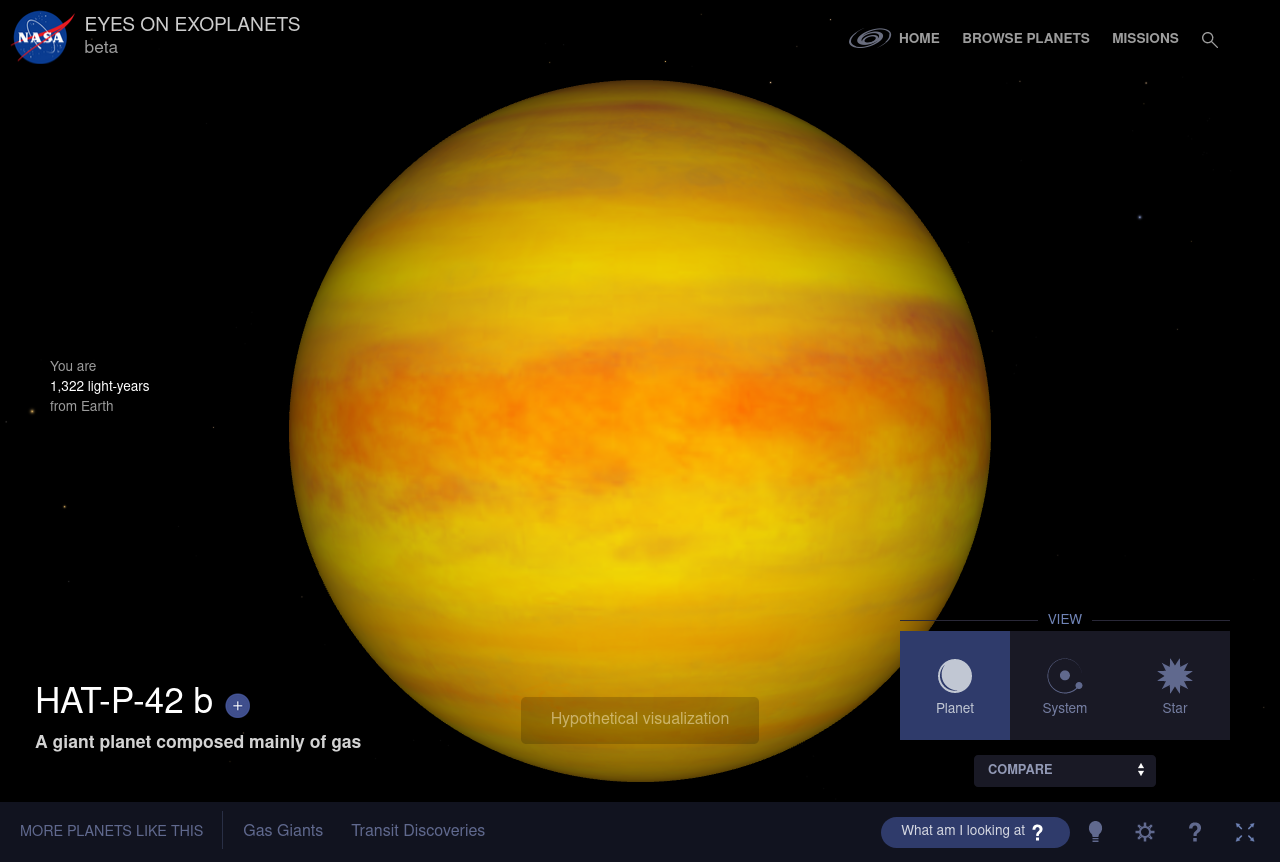 NASA
EYES ON EXOPLANETS
beta
HOME
BROWSE PLANETS
MISSIONS
You are
1,322 light-years
from Earth
HAT-P-42 b +
A giant planet composed mainly of gas
Hypothetical visualization
VIEW
Planet
System
Star
COMPARE
MORE PLANETS LIKE THIS
Gas Giants
Transit Discoveries
What am I looking at ?
?